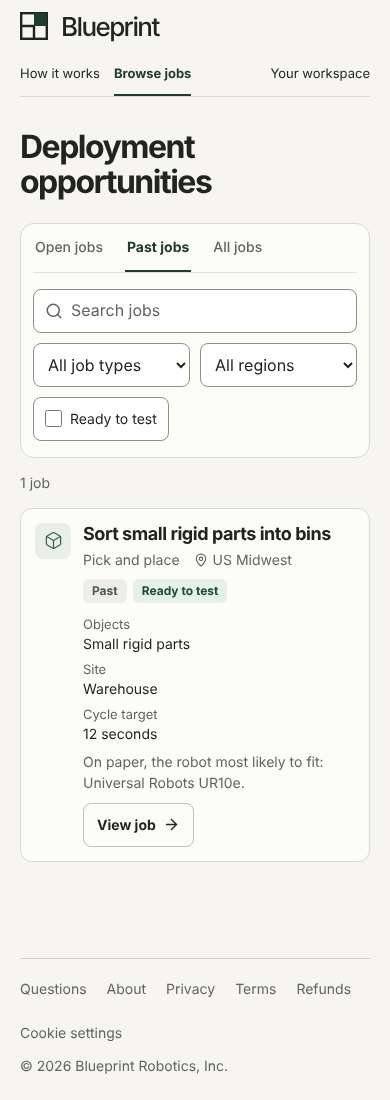 Blueprint
How it works Browse jobs Your workspace
Deployment
opportunities
Open jobs Past jobs All jobs
Search jobs
All job types All regions
Ready to test
1 job
Sort small rigid parts into bins
Pick and place US Midwest
Past Ready to test
Objects
Small rigid parts
Site
Warehouse
Cycle target
12 seconds
On paper, the robot most likely to fit:
Universal Robots UR10e.
View job
Questions About Privacy Terms Refunds
Cookie settings
© 2026 Blueprint Robotics, Inc.